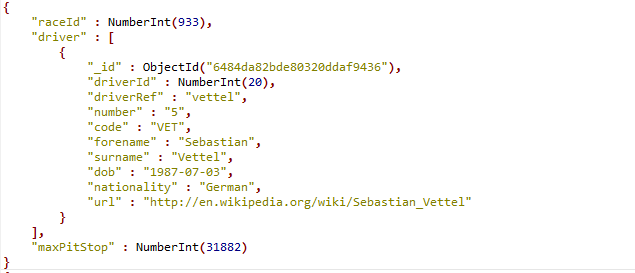 {
    "raceId" : NumberInt(933),
    "driver" : [
        {
            "_id" : ObjectId("6484da82bde80320ddaf9436"),
            "driverId" : NumberInt(20),
            "driverRef" : "vettel",
            "number" : "5",
            "code" : "VET",
            "forename" : "Sebastian",
            "surname" : "Vettel",
            "dob" : "1987-07-03",
            "nationality" : "German",
            "url" : "http://en.wikipedia.org/wiki/Sebastian_Vettel"
        }
    ],
    "maxPitStop" : NumberInt(31882)
}